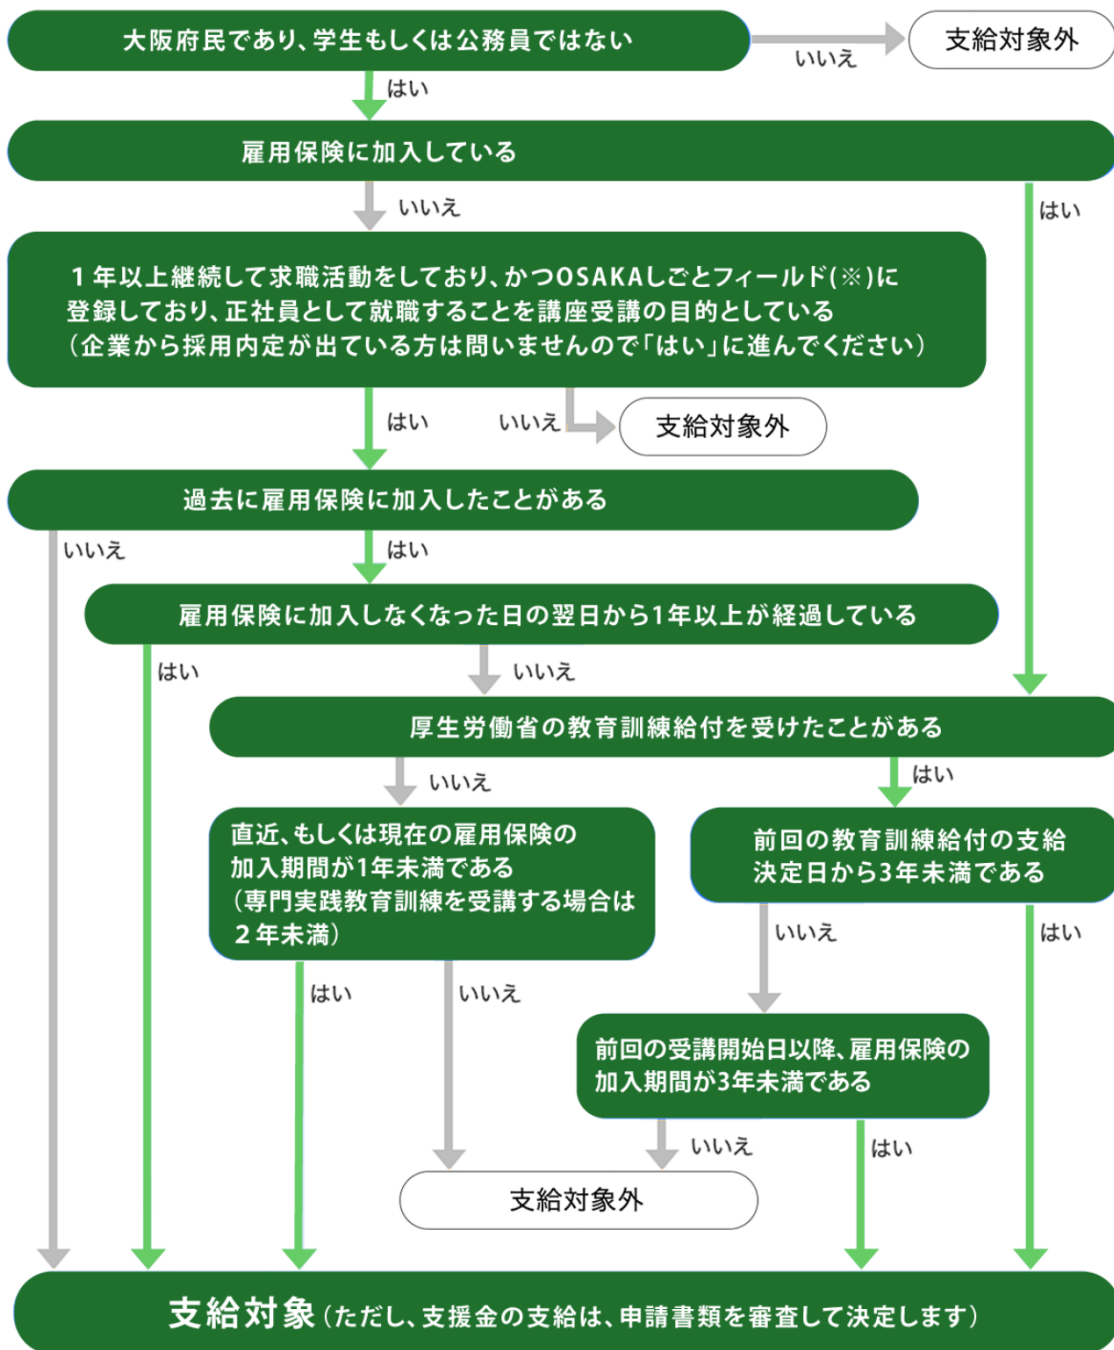 大阪府民であり、学生もしくは公務員ではない
いいえ
支給対象外
はい
雇用保険に加入している
いいえ
はい
１年以上継続して求職活動をしており、かつOSAKAしごとフィールド(※)に
登録しており、正社員として就職することを講座受講の目的としている
（企業から採用内定が出ている方は問いませんので「はい」に進んでください）
はい
いいえ
支給対象外
過去に雇用保険に加入したことがある
いいえ
はい
雇用保険に加入しなくなった日の翌日から1年以上が経過している
はい
いいえ
厚生労働省の教育訓練給付を受けたことがある
いいえ
はい
直近、もしくは現在の雇用保険の
加入期間が1年未満である
（専門実践教育訓練を受講する場合は
２年未満）
前回の教育訓練給付の支給
決定日から3年未満である
いいえ
はい
はい
いいえ
前回の受講開始日以降、雇用保険の
加入期間が3年未満である
いいえ
はい
支給対象外
支給対象（ただし、支援金の支給は、申請書類を審査して決定します）